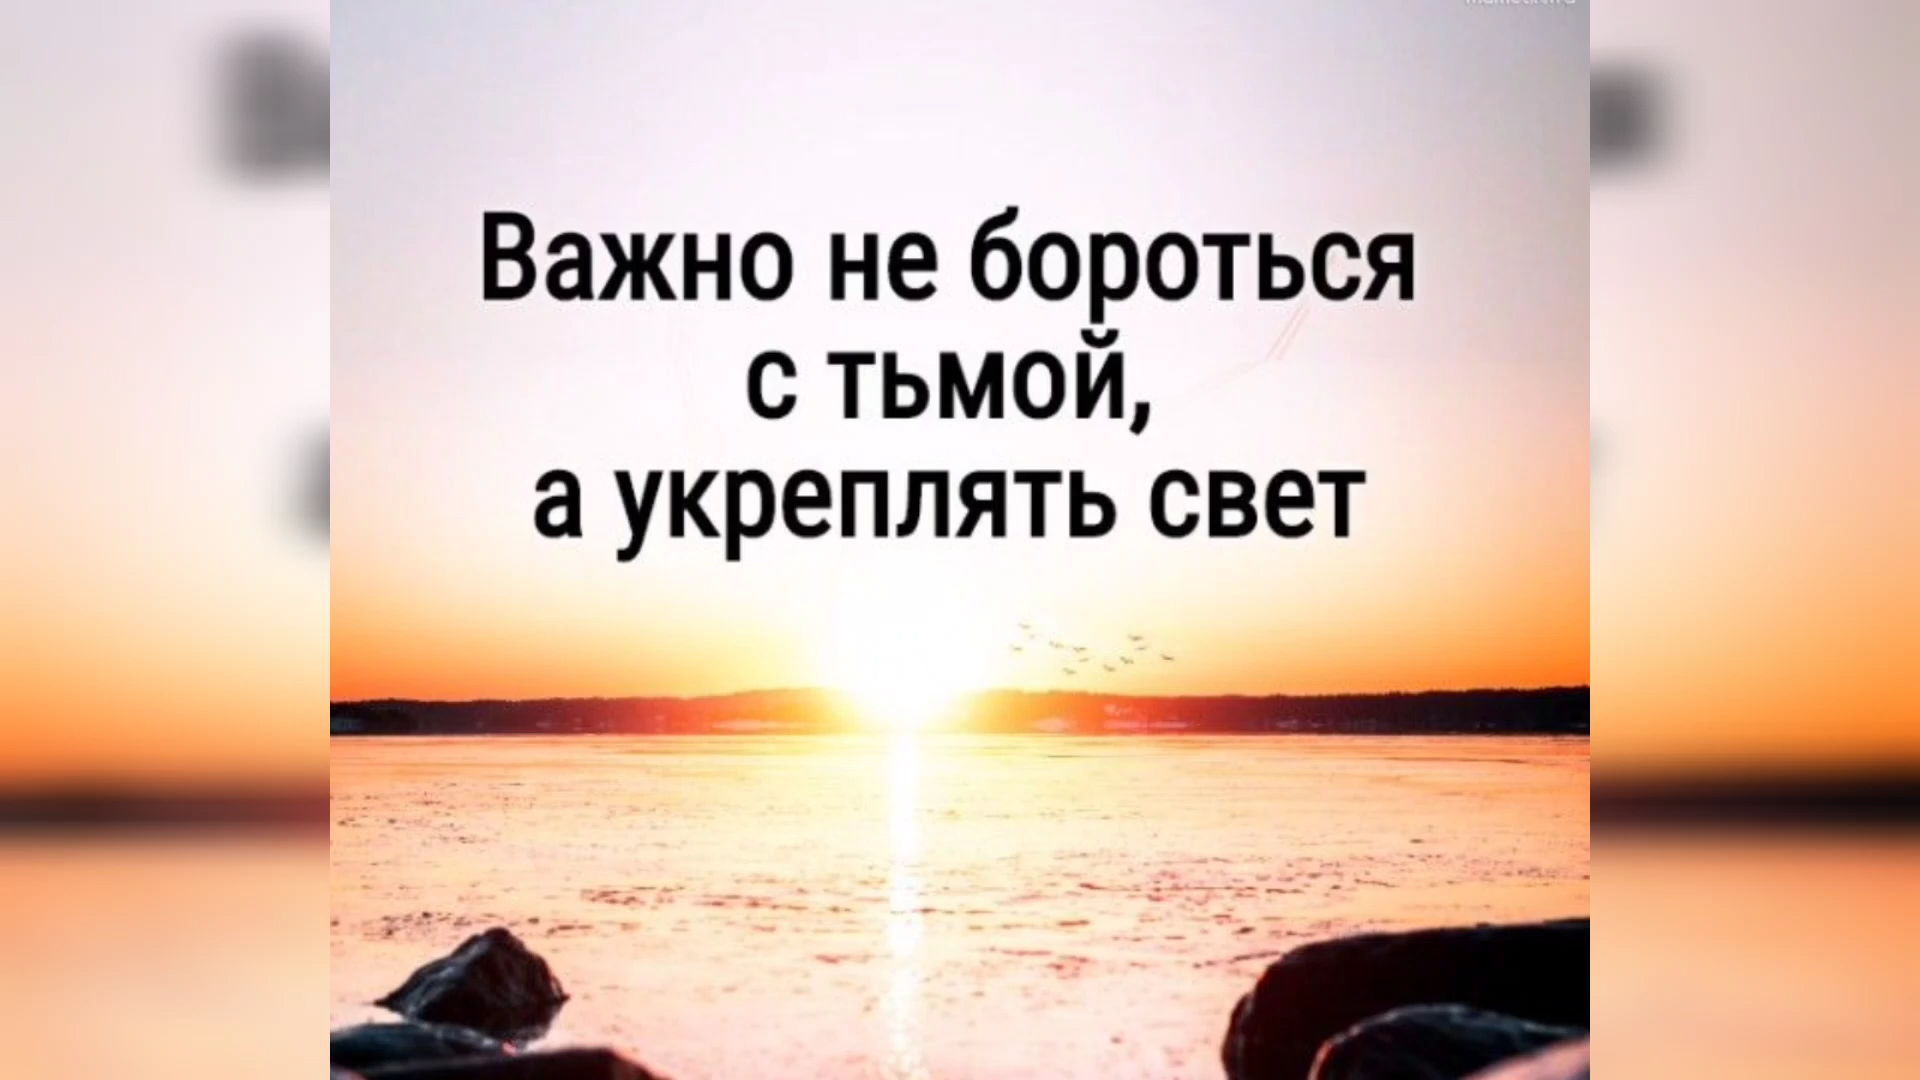 Важно не бороться
с тьмой,
а укреплять свет